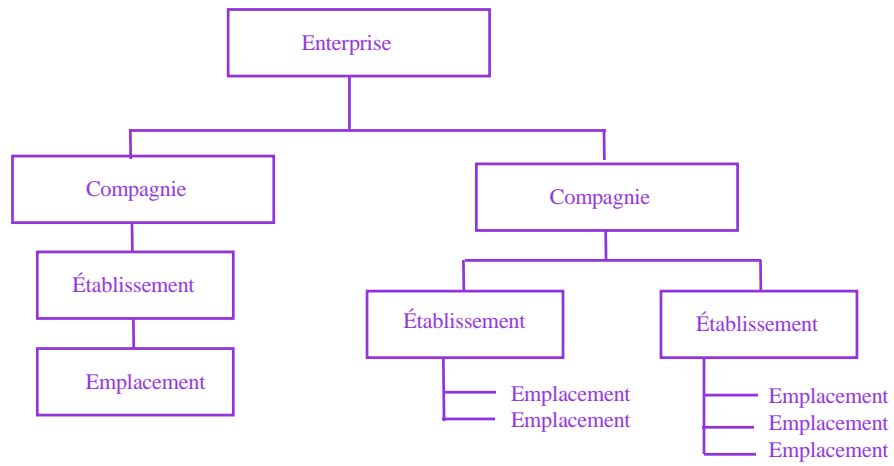 Enterprise
Compagnie
Compagnie
Établissement
Établissement
Établissement
Emplacement
Emplacement
Emplacement
Emplacement
Emplacement
Emplacement